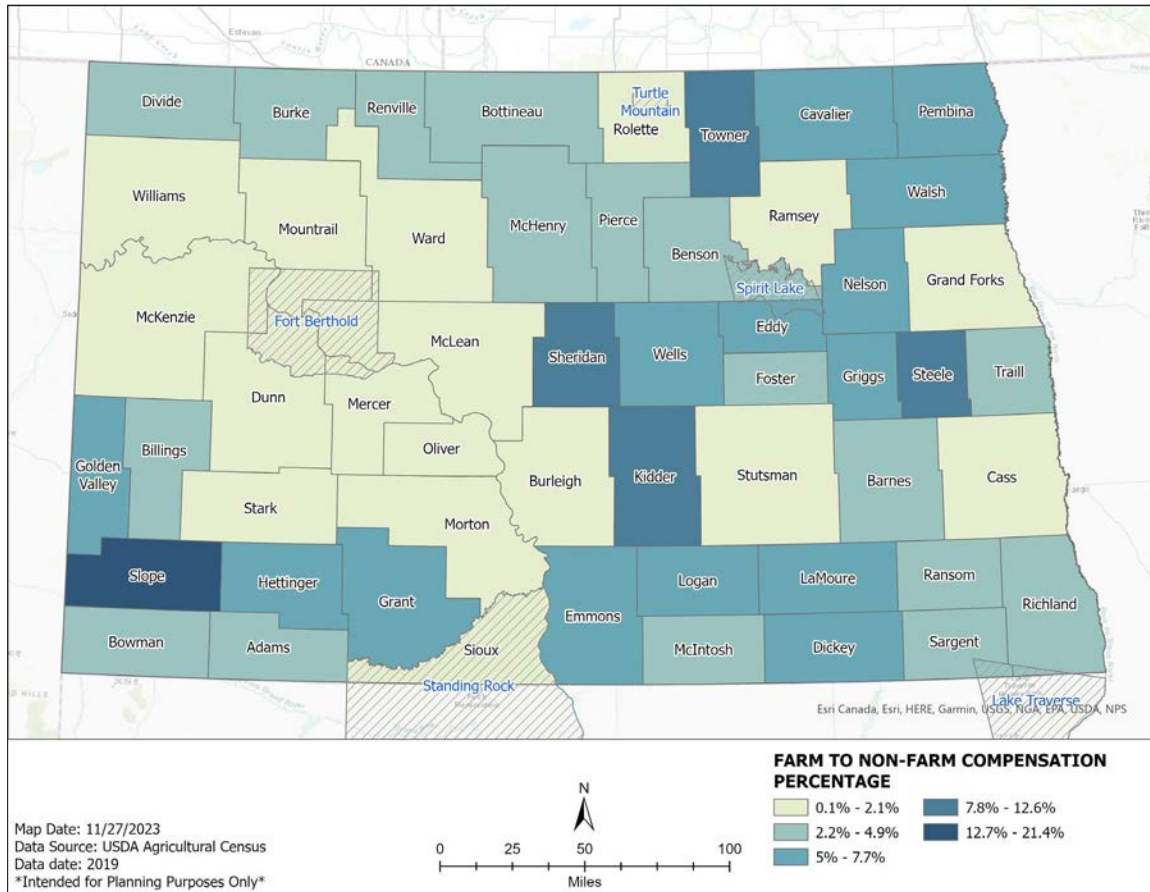 Estevan
CANADA
Divide
Burke
Renville
Bottineau
Turtle
Mountain
Rolette
Towner
Cavalier
Pembina
Williams
Mountrail
Ward
McHenry
Pierce
Benson
Ramsey
Walsh
Spirit Lake
Nelson
Grand Forks
McKenzie
Fort Berthold
McLean
Sheridan
Wells
Eddy
Foster
Griggs
Steele
Traill
Dunn
Mercer
Oliver
Golden
Valley
Billings
Stark
Morton
Burleigh
Kidder
Stutsman
Barnes
Cass
Slope
Hettinger
Grant
Emmons
Logan
LaMoure
Ransom
Richland
Bowman
Adams
Sioux
McIntosh
Dickey
Sargent
Standing Rock
Lake Traverse
Esri Canada, Esri, HERE, Garmin, USGS, NGA, EPA, USDA, NPS
FARM TO NON-FARM COMPENSATION
PERCENTAGE
0.1% - 2.1%
2.2% - 4.9%
5% - 7.7%
7.8% - 12.6%
12.7% - 21.4%
N
0 25 50 100
Miles
Map Date: 11/27/2023
Data Source: USDA Agricultural Census
Data date: 2019
*Intended for Planning Purposes Only*